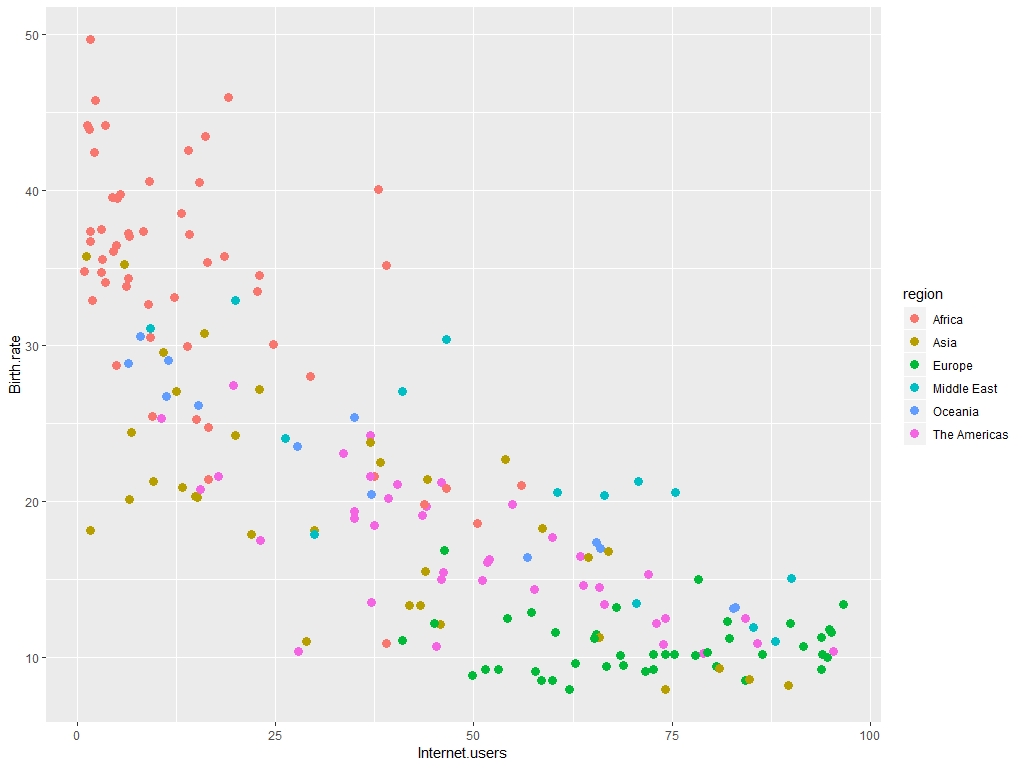 50
40
30
20
10
Birth.rate
0
25
50
75
100
Internet.users
region
Africa
Asia
Europe
Middle East
Oceania
The Americas